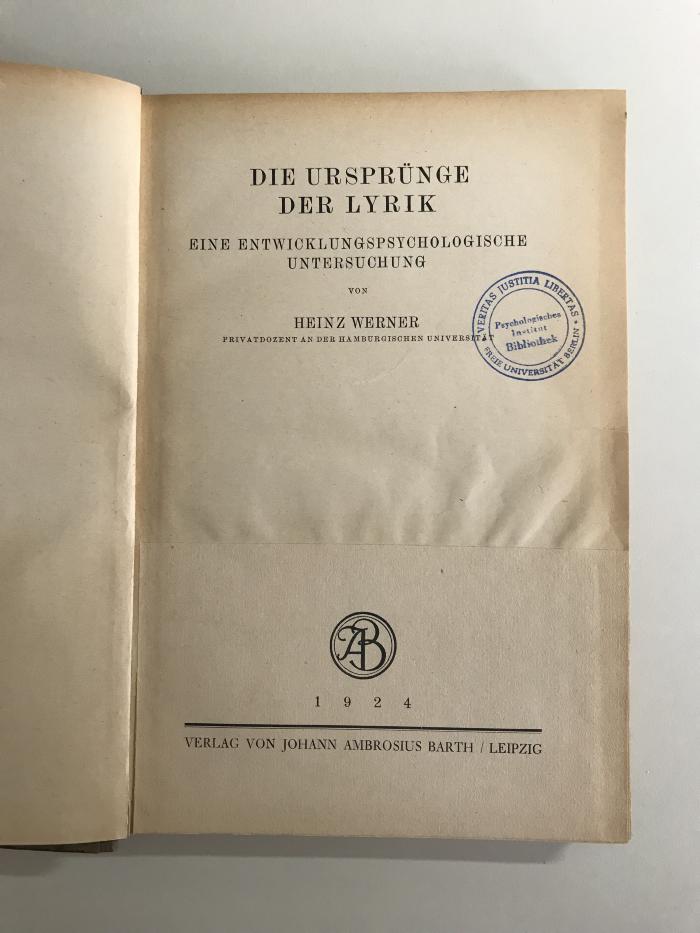 DIE URSPRÜNGE
DER LYRIK
EINE ENTWICKLUNGSPSYCHOLOGISCHE
UNTERSUCHUNG
VON
HEINZ WERNER
PRIVATDOZENT AN DER HAMBURGISCHEN UNIVERSITÄT
VERITAS JUSTITIA LIBERTAS
Psychologisches
Institut
Bibliothek
FREIE UNIVERSITÄT BERLIN
JAB
1924
VERLAG VON JOHANN AMBROSIUS BARTH / LEIPZIG